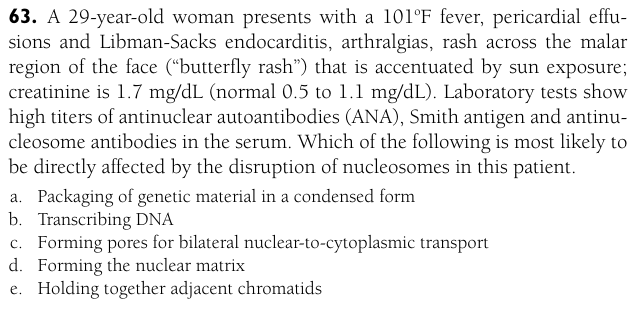 63. A 29-year-old woman presents with a 101ºF fever, pericardial effu-
sions and Libman-Sacks endocarditis, arthralgias, rash across the malar
region of the face (“butterfly rash”) that is accentuated by sun exposure;
creatinine is 1.7 mg/dL (normal 0.5 to 1.1 mg/dL). Laboratory tests show
high titers of antinuclear autoantibodies (ANA), Smith antigen and antinu-
cleosome antibodies in the serum. Which of the following is most likely to
be directly affected by the disruption of nucleosomes in this patient.
a. Packaging of genetic material in a condensed form
b. Transcribing DNA
c. Forming pores for bilateral nuclear-to-cytoplasmic transport
d. Forming the nuclear matrix
e. Holding together adjacent chromatids